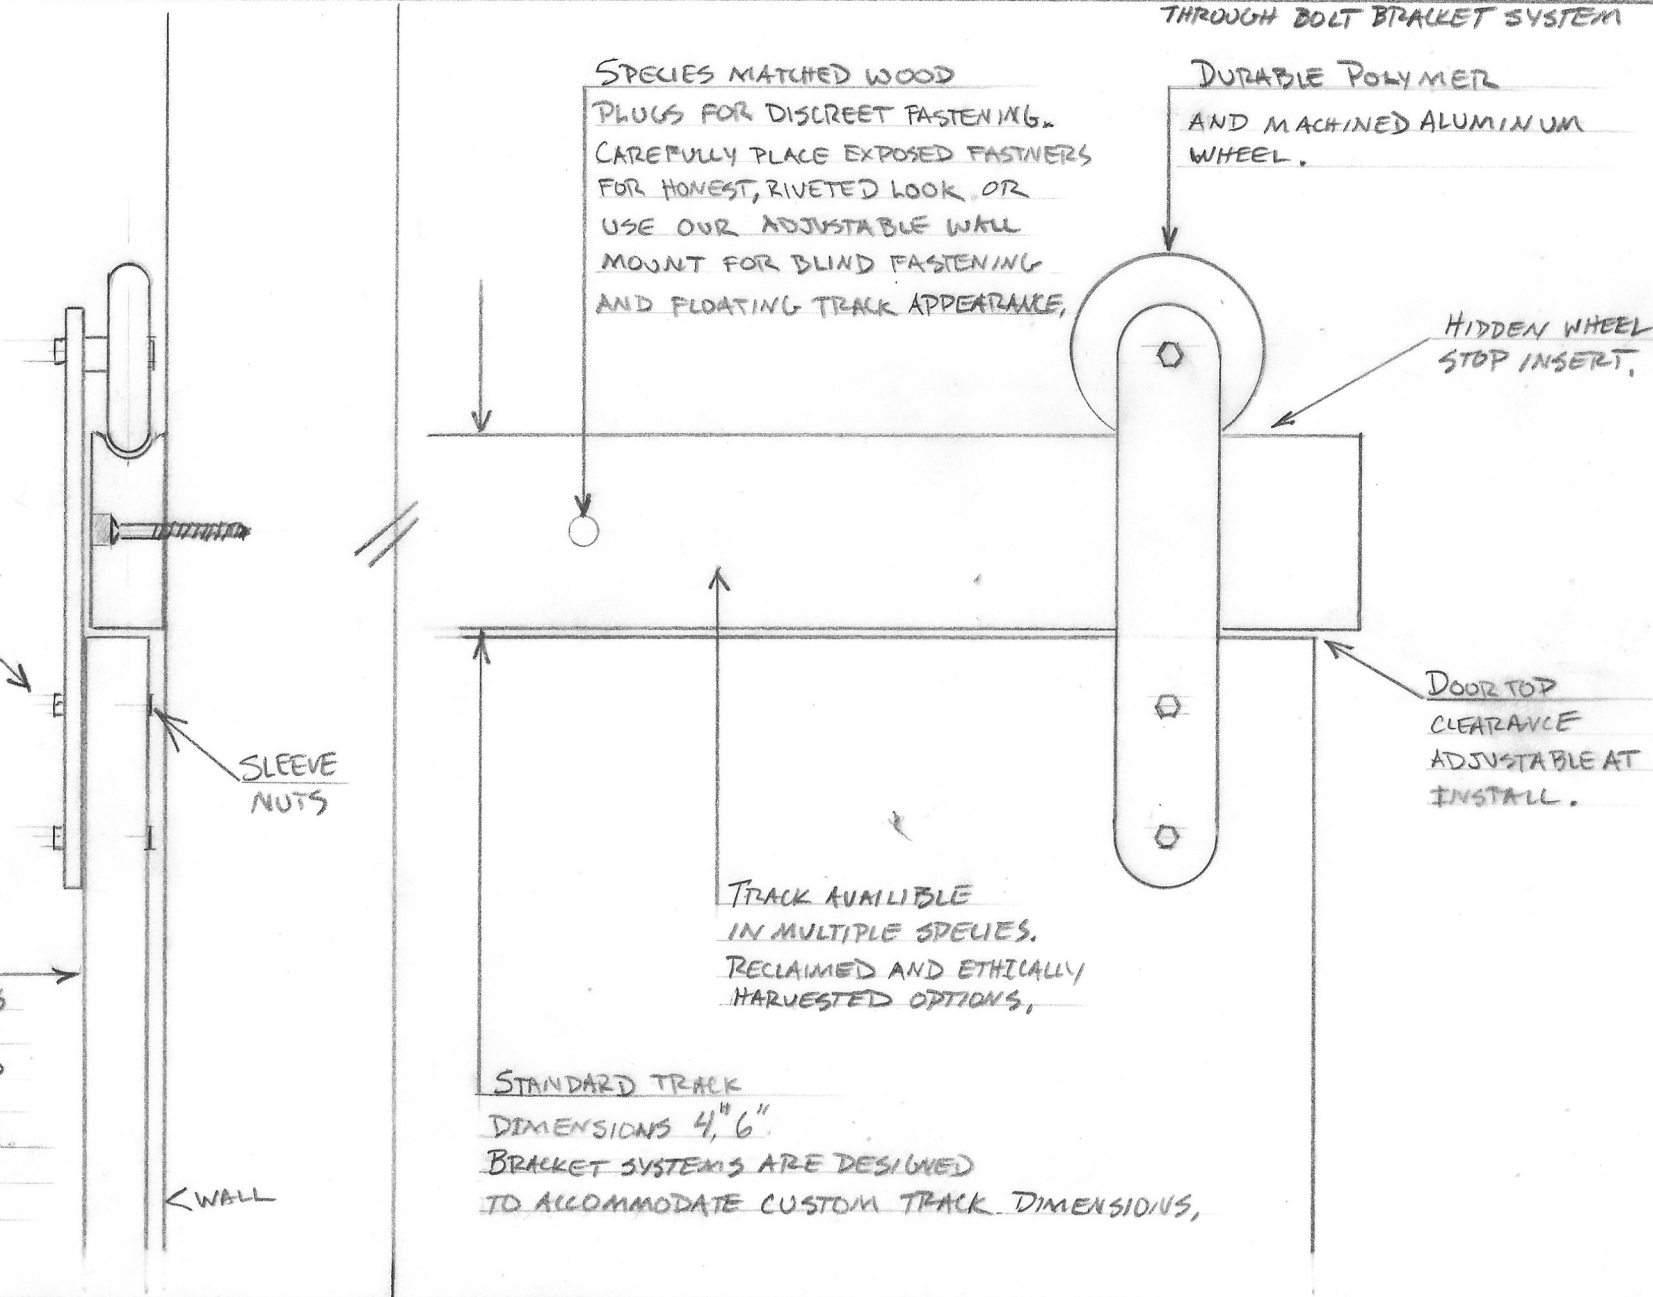 THROUGH BOLT BRACKET SYSTEM
SPECIES MATCHED WOOD
PLUGS FOR DISCREET FASTENING.
CAREFULLY PLACE EXPOSED FASTNERS
FOR HONEST, RIVETED LOOK OR
USE OUR ADJUSTABLE WALL
MOUNT FOR BLIND FASTENING
AND FLOATING TRACK APPEARANCE.
DURABLE POLYMER
AND MACHINED ALUMINUM
WHEEL.
HIDDEN WHEEL
STOP INSERT.
SLEEVE
NUTS
DOOR TOP
CLEARANCE
ADJUSTABLE AT
INSTALL.
TRACK AVAILIBLE
IN MULTIPLE SPECIES.
RECLAIMED AND ETHICALLY
HARVESTED OPTIONS.
STANDARD TRACK
DIMENSIONS 4," 6"
BRACKET SYSTEMS ARE DESIGNED
TO ACCOMMODATE CUSTOM TRACK DIMENSIONS.
<WALL